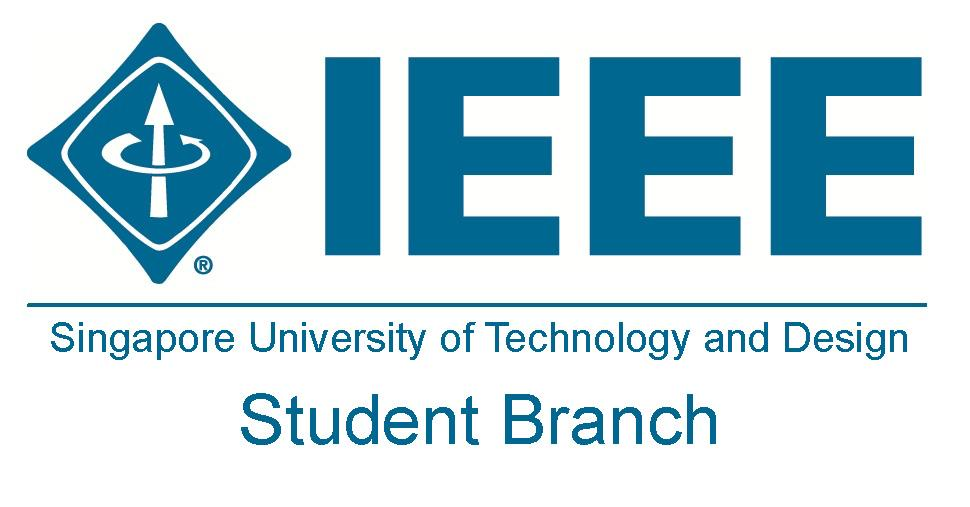 IEEE
®
Singapore University of Technology and Design
Student Branch